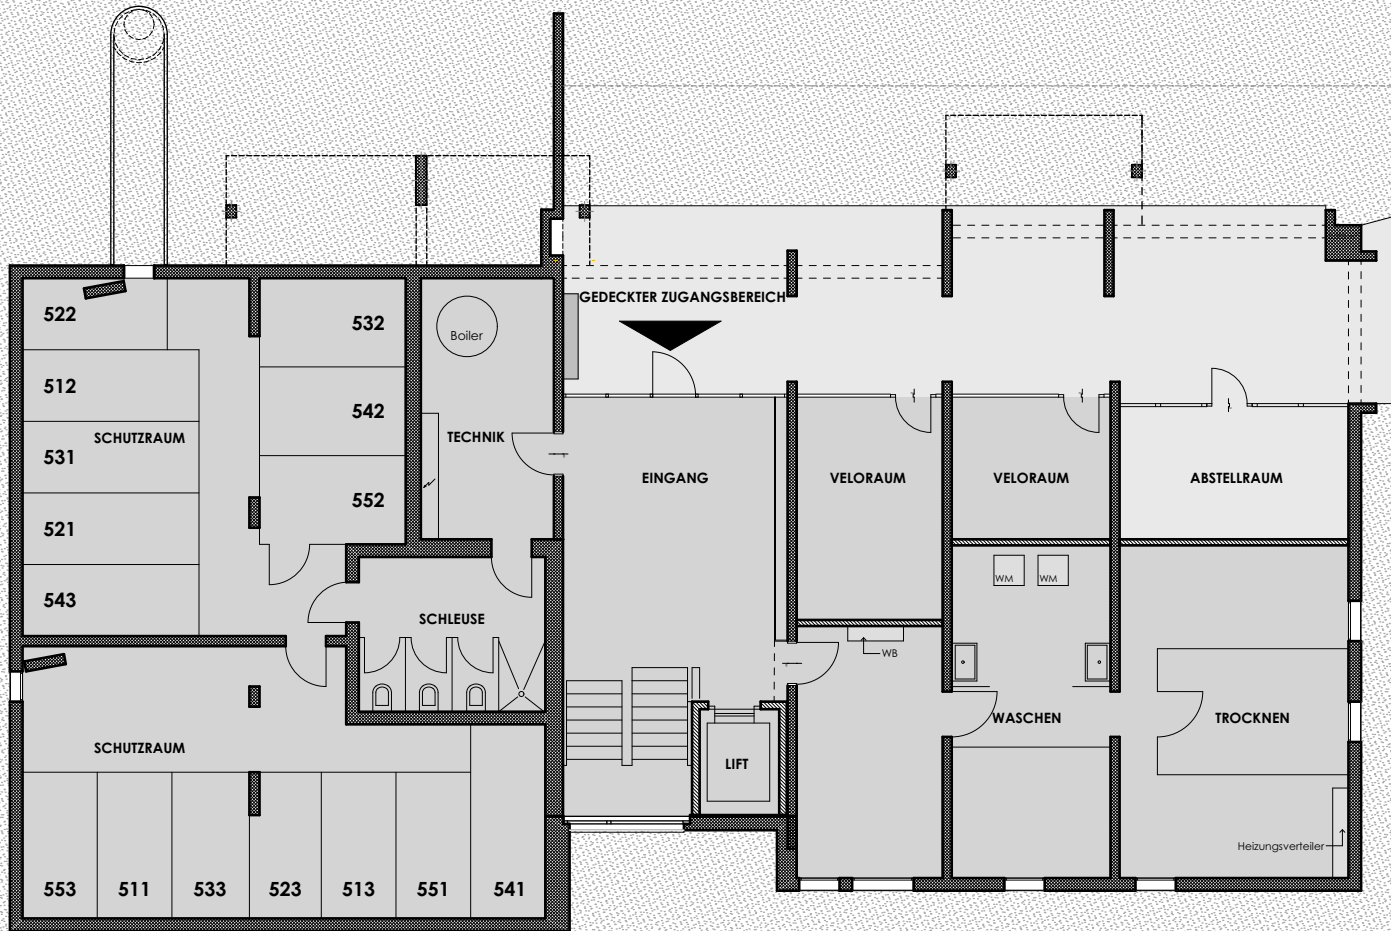 GEDECKTER ZUGANGSBEREICH
522
532
Boiler
512
542
SCHUTZRAUM
TECHNIK
531
EINGANG
VELORAUM
VELORAUM
ABSTELLRAUM
552
521
WM
WM
543
SCHLEUSE
WB
SCHUTZRAUM
WASCHEN
TROCKNEN
LIFT
Heizungsverteiler
553
511
533
523
513
551
541